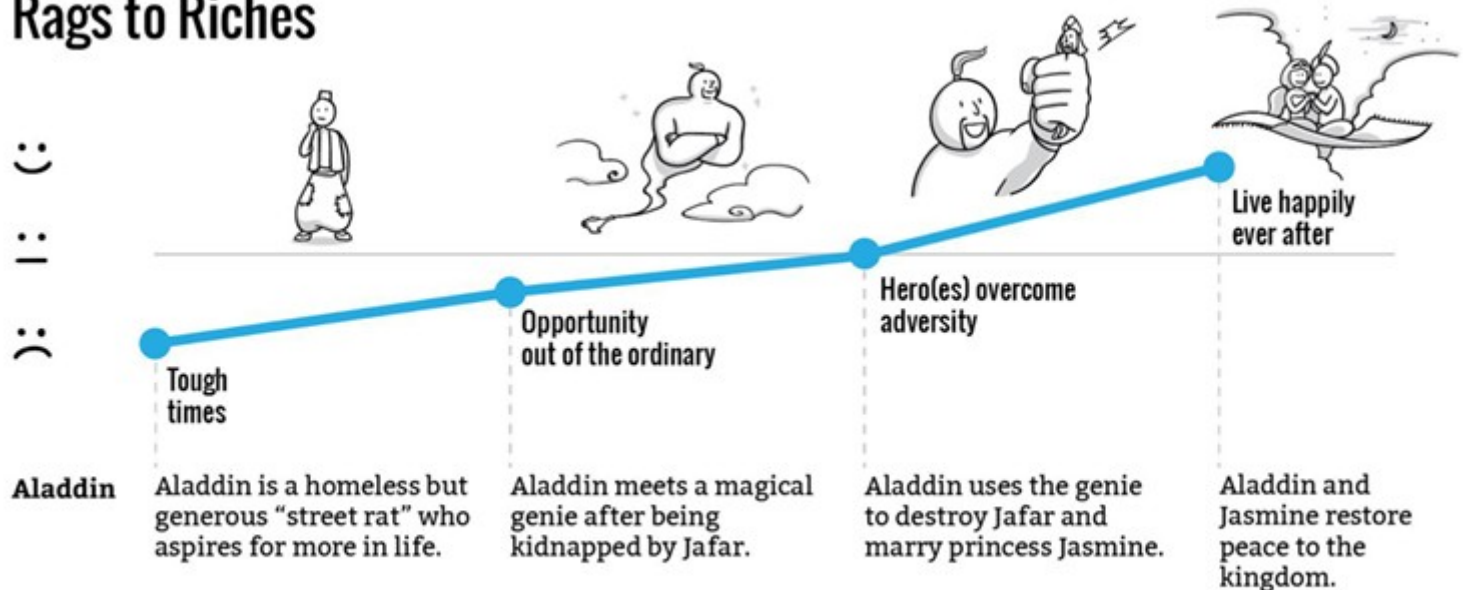 Rags to Riches
Tough
times
Opportunity
out of the ordinary
Hero(es) overcome
adversity
Live happily
ever after
Aladdin
Aladdin is a homeless but
generous “street rat” who
aspires for more in life.
Aladdin meets a magical
genie after being
kidnapped by Jafar.
Aladdin uses the genie
to destroy Jafar and
marry princess Jasmine.
Aladdin and
Jasmine restore
peace to the
kingdom.